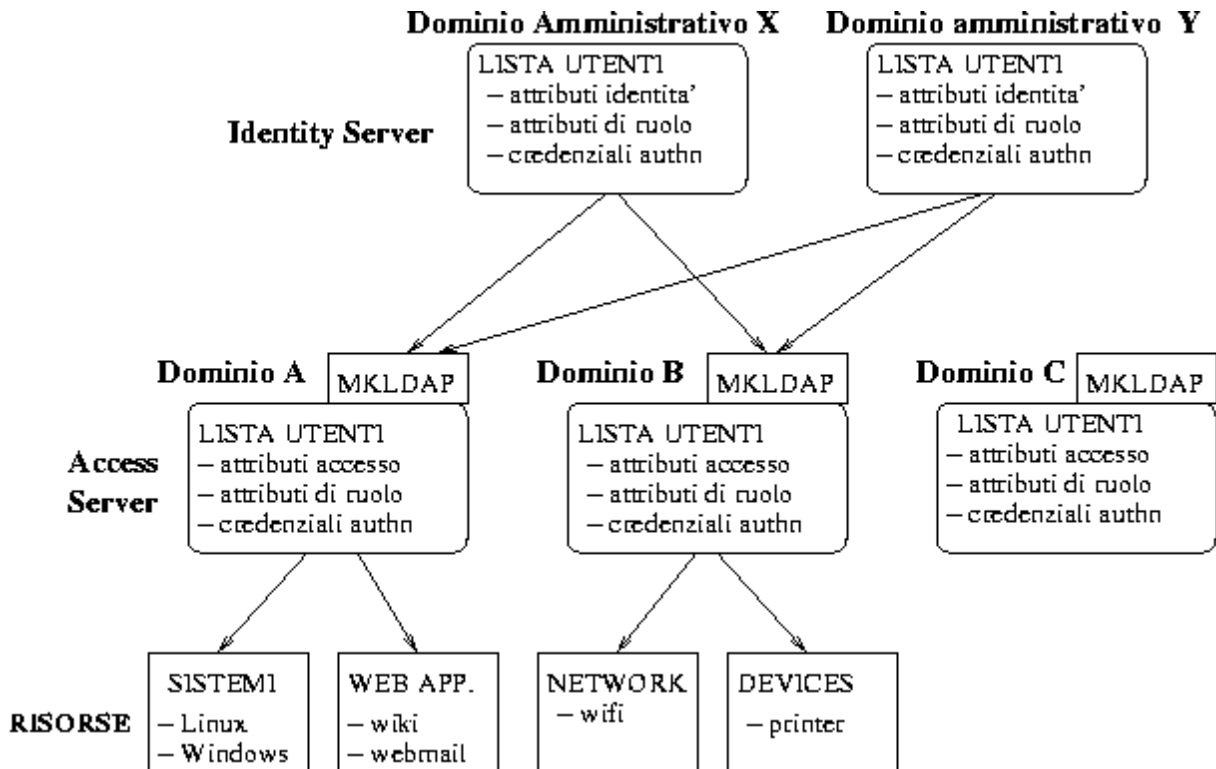 Dominio Amministrativo X
Dominio amministrativo Y
Identity Server
LISTA UTENTI
– attributi identita'
– attributi di ruolo
– credenziali authn
LISTA UTENTI
– attributi identita'
– attributi di ruolo
– credenziali authn
Dominio A
MKLDAP
Dominio B
MKLDAP
Dominio C
MKLDAP
Access
Server
LISTA UTENTI
– attributi accesso
– attributi di ruolo
– credenziali authn
LISTA UTENTI
– attributi accesso
– attributi di ruolo
– credenziali authn
LISTA UTENTI
– attributi accesso
– attributi di ruolo
– credenziali authn
RISORSE
SISTEMI
– Linux
– Windows
WEB APP.
– wiki
– webmail
NETWORK
– wifi
DEVICES
– printer